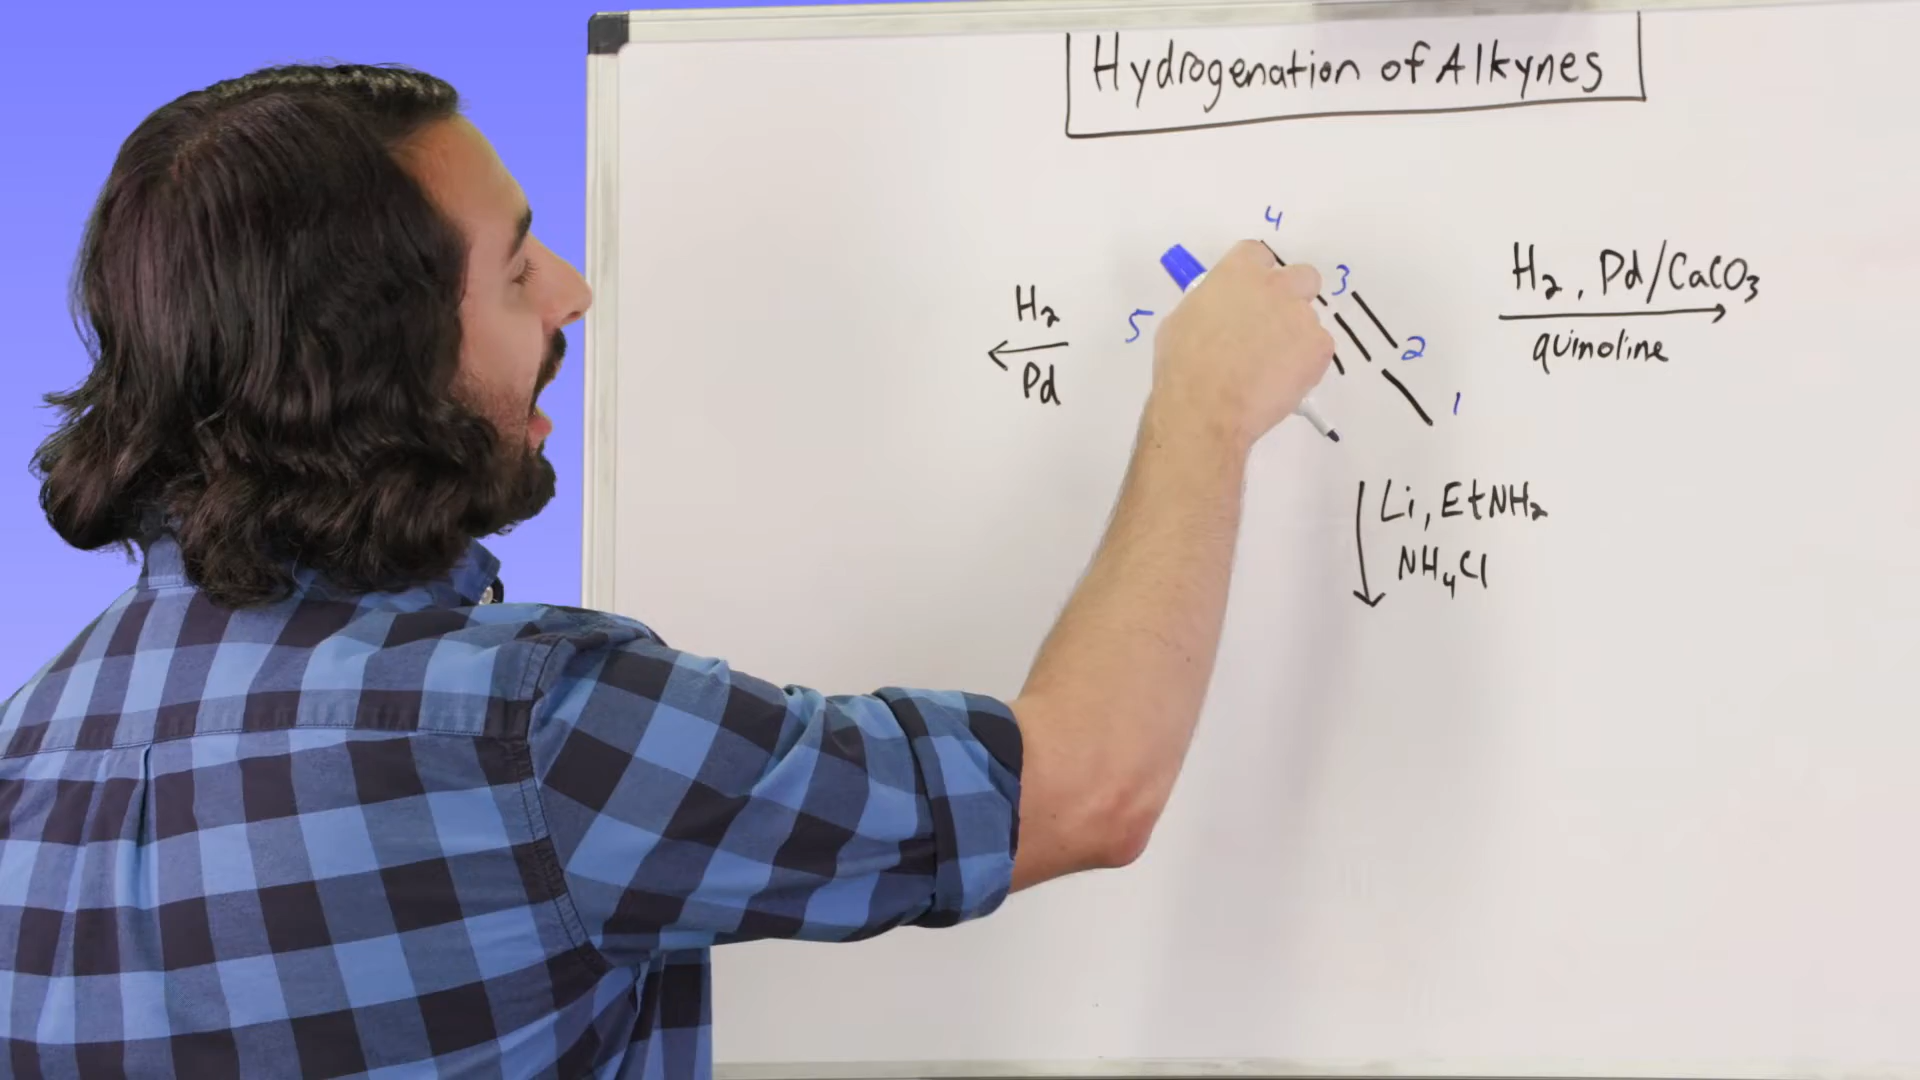 Hydrogenation of Alkynes
4
3
H₂, Pd/CaCO₃
quinoline
H₂
Pd
5
2
1
Li, EtNH₂
NH₄Cl